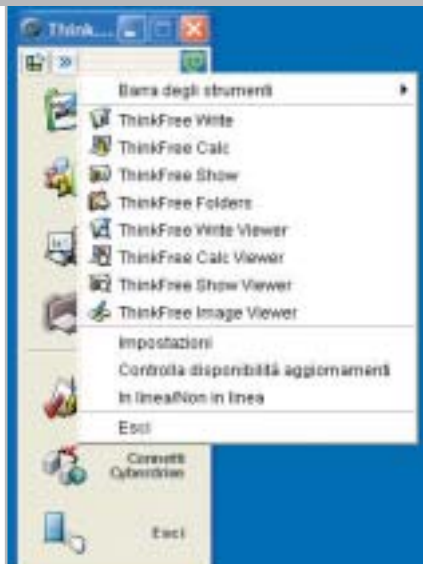 Think....
»
Barra degli strumenti
ThinkFree Write
ThinkFree Calc
ThinkFree Show
ThinkFree Folders
ThinkFree Write Viewer
ThinkFree Calc Viewer
ThinkFree Show Viewer
ThinkFree Image Viewer
Impostazioni
Controlla disponibilità aggiornamenti
In linea/Non in linea
Esci
Connetti
Cyberdrive
Esci